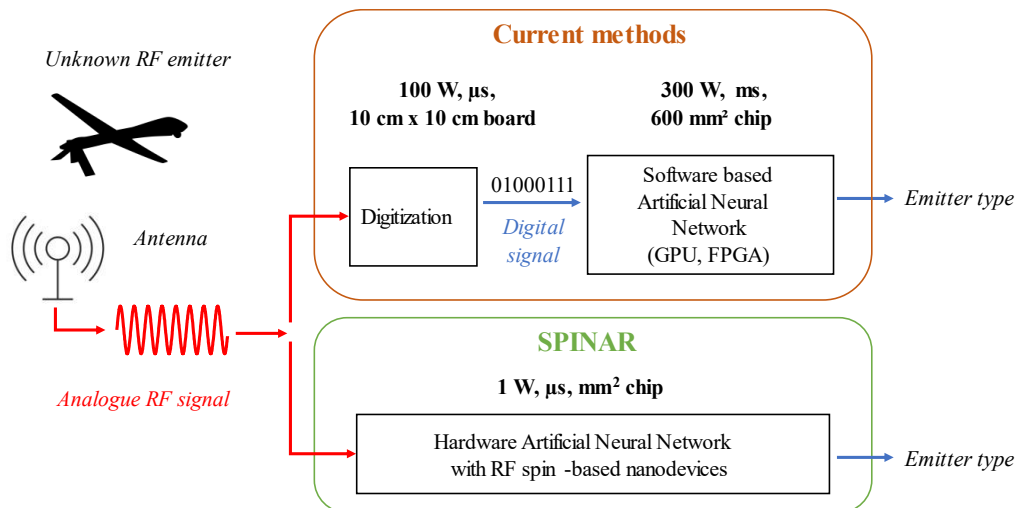 Current methods
Unknown RF emitter
100 W, µs,
10 cm x 10 cm board
300 W, ms,
600 mm² chip
Digitization
01000111
Digital
signal
Software based
Artificial Neural
Network
(GPU, FPGA)
Emitter type
Antenna
Analogue RF signal
SPINAR
1 W, µs, mm² chip
Hardware Artificial Neural Network
with RF spin -based nanodevices
Emitter type